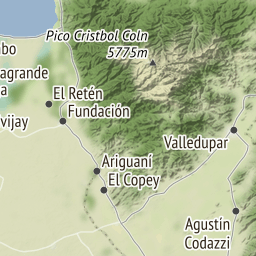 Pico Cristbol Coln
5775m
bo
agrande
a
El Retén
Fundación
vijay
Valledupar
Ariguaní
El Copey
Agustín
Codazzi